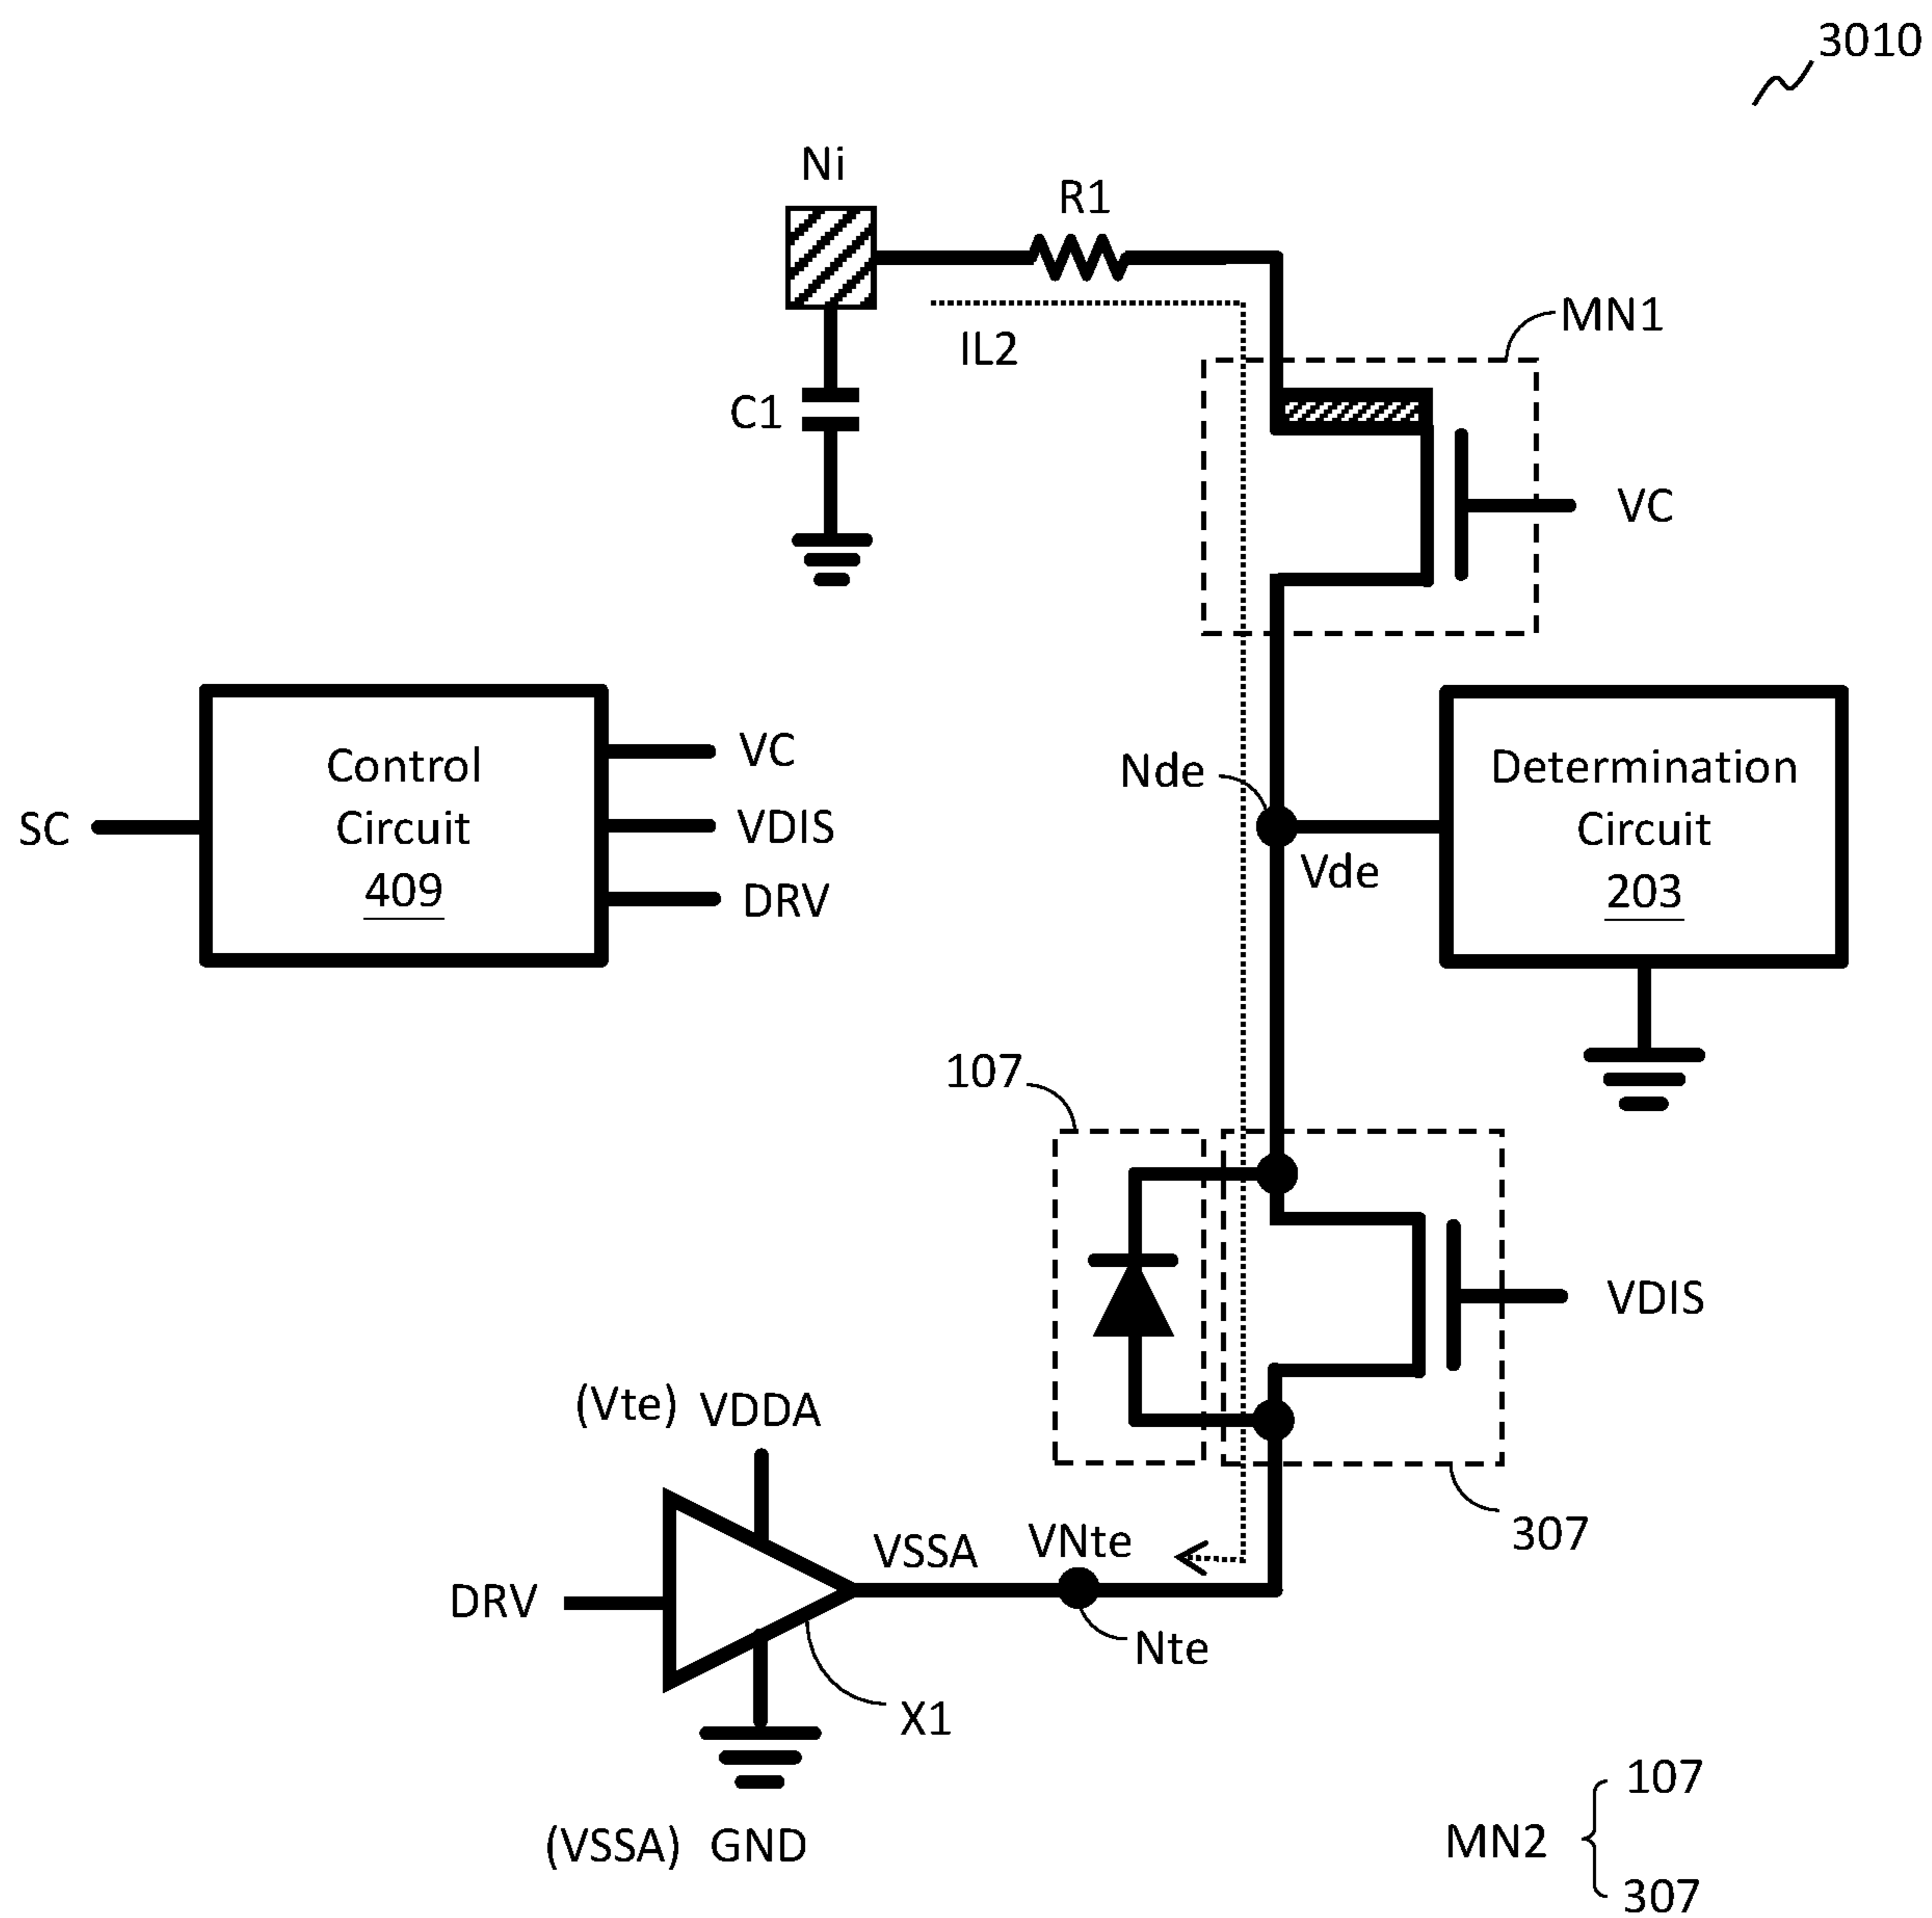 3010
Ni
R1
MN1
IL2
C1
VC
Control
Circuit
409
SC
VC
VDIS
DRV
Nde
Vde
Determination
Circuit
203
107
VDIS
307
(Vte) VDDA
VSSA
VNte
DRV
Nte
X1
(VSSA) GND
MN2
107
307